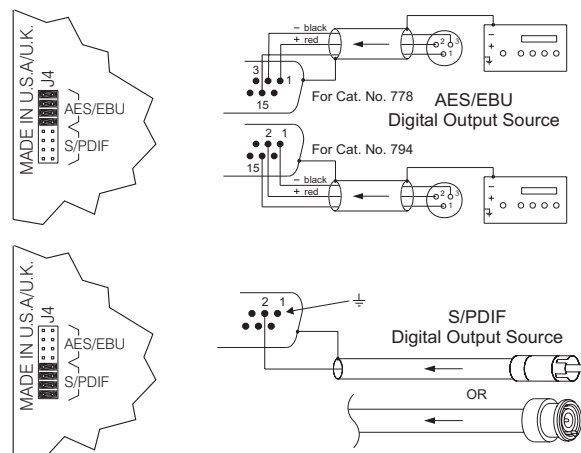 MADE IN U.S.A/U.K.
J4
AES/EBU
S/PDIF
– black
+ red
3
1
15
For Cat. No. 778
2
3
1
–
+
AES/EBU
Digital Output Source
2 1
15
For Cat. No. 794
– black
+ red
2
3
1
–
+
MADE IN U.S.A/U.K.
J4
AES/EBU
S/PDIF
2 1
S/PDIF
Digital Output Source
OR